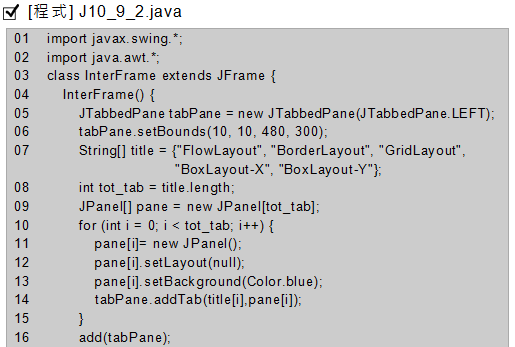 [程式] J10_9_2.java
01 import javax.swing.*;
02 import java.awt.*;
03 class InterFrame extends JFrame {
04 InterFrame() {
05 JTabbedPane tabPane = new JTabbedPane(JTabbedPane.LEFT);
06 tabPane.setBounds(10, 10, 480, 300);
07 String[] title = {"FlowLayout", "BorderLayout", "GridLayout",
"BoxLayout-X", "BoxLayout-Y"};
08 int tot_tab = title.length;
09 JPanel[] pane = new JPanel[tot_tab];
10 for (int i = 0; i < tot_tab; i++) {
11 pane[i]= new JPanel();
12 pane[i].setLayout(null);
13 pane[i].setBackground(Color.blue);
14 tabPane.addTab(title[i],pane[i]);
15 }
16 add(tabPane);